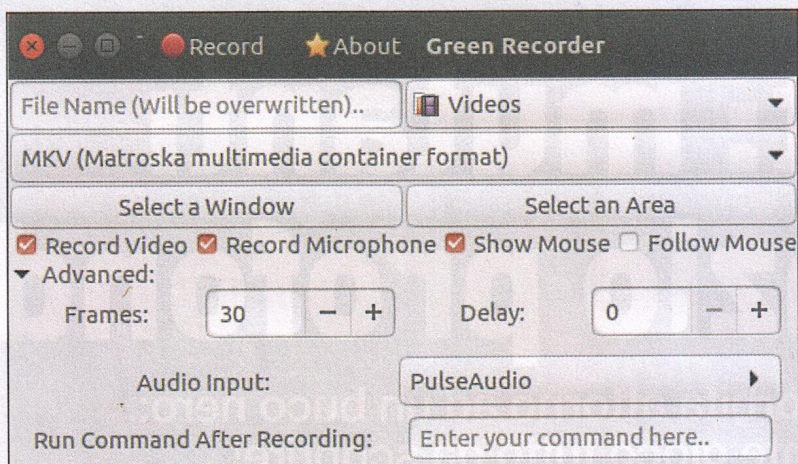 Record About Green Recorder
File Name (Will be overwritten).. Videos
MKV (Matroska multimedia container format)
Select a Window Select an Area
Record Video Record Microphone Show Mouse Follow Mouse
Advanced:
Frames: 30 - + Delay: 0 - +
Audio Input: PulseAudio
Run Command After Recording: Enter your command here..